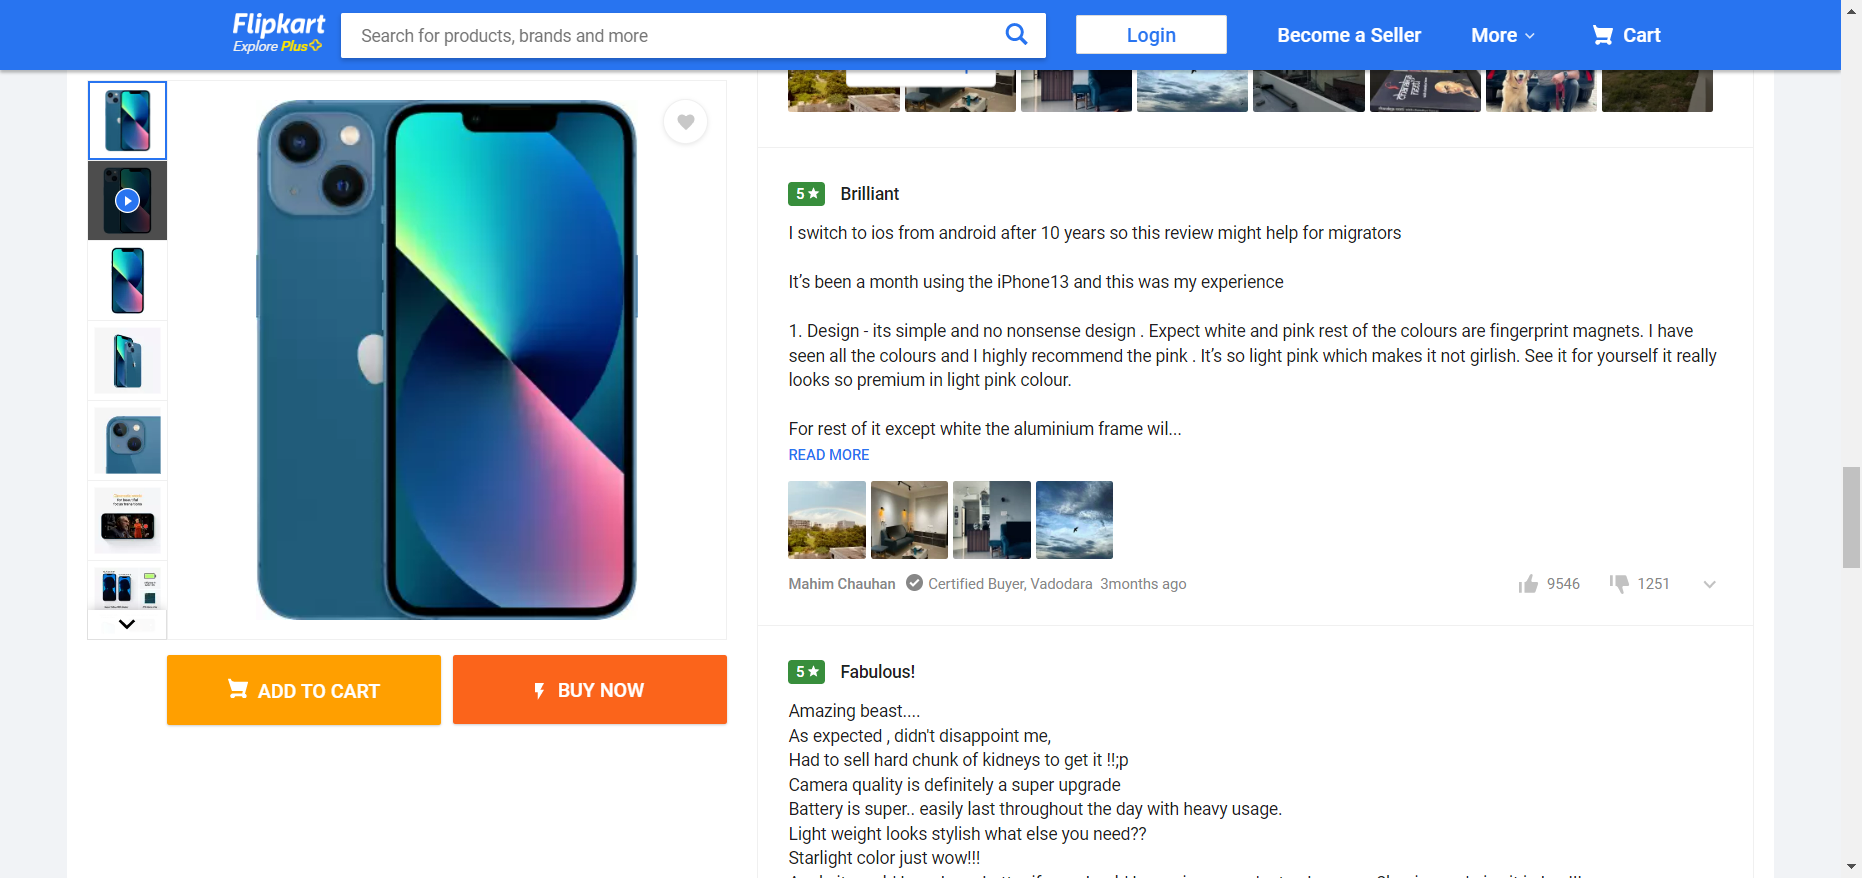 Flipkart
Explore Plus
Search for products, brands and more
Login
Become a Seller
More
Cart
ADD TO CART
BUY NOW
5 ★ Brilliant
I switch to ios from android after 10 years so this review might help for migrators
It’s been a month using the iPhone13 and this was my experience
1. Design - its simple and no nonsense design . Expect white and pink rest of the colours are fingerprint magnets. I have
seen all the colours and I highly recommend the pink . It’s so light pink which makes it not girlish. See it for yourself it really
looks so premium in light pink colour.
For rest of it except white the aluminium frame wil...
READ MORE
Mahim Chauhan Certified Buyer, Vadodara 3months ago
9546 1251
5 ★ Fabulous!
Amazing beast....
As expected , didn't disappoint me,
Had to sell hard chunk of kidneys to get it !!;p
Camera quality is definitely a super upgrade
Battery is super.. easily last throughout the day with heavy usage.
Light weight looks stylish what else you need??
Starlight color just wow!!!